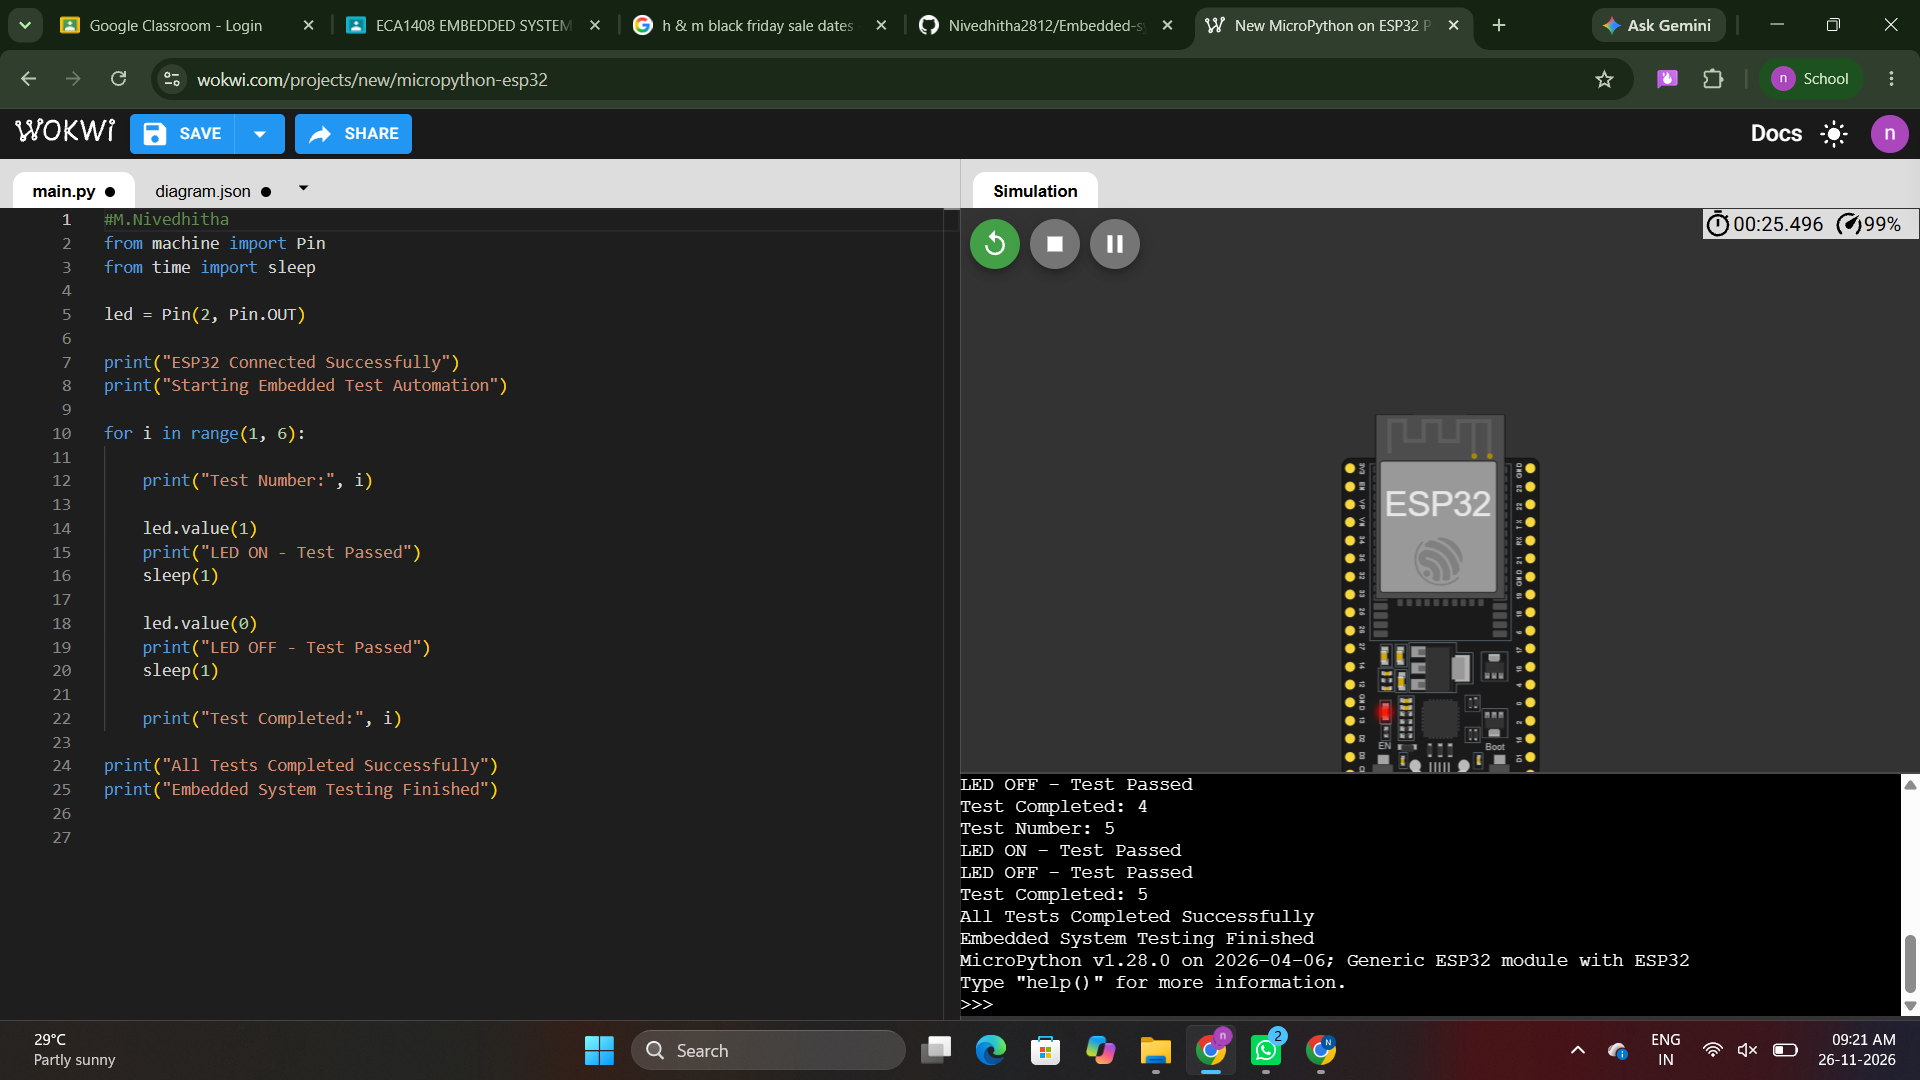 Google Classroom - Login
ECA1408 EMBEDDED SYSTEM
h & m black friday sale dates
Nivedhitha2812/Embedded-sy
New MicroPython on ESP32 P
Ask Gemini
wokwi.com/projects/new/micropython-esp32
n School
WOKWI
SAVE
SHARE
Docs
n
main.py ●
diagram.json ●
Simulation
00:25.496
99%
1 #M.Nivedhitha
2 from machine import Pin
3 from time import sleep
4
5 led = Pin(2, Pin.OUT)
6
7 print("ESP32 Connected Successfully")
8 print("Starting Embedded Test Automation")
9
10 for i in range(1, 6):
11
12 print("Test Number:", i)
13
14 led.value(1)
15 print("LED ON - Test Passed")
16 sleep(1)
17
18 led.value(0)
19 print("LED OFF - Test Passed")
20 sleep(1)
21
22 print("Test Completed:", i)
23
24 print("All Tests Completed Successfully")
25 print("Embedded System Testing Finished")
26
27
ESP32
EN
Boot
LED OFF - Test Passed
Test Completed: 4
Test Number: 5
LED ON - Test Passed
LED OFF - Test Passed
Test Completed: 5
All Tests Completed Successfully
Embedded System Testing Finished
MicroPython v1.28.0 on 2026-04-06; Generic ESP32 module with ESP32
Type "help()" for more information.
>>>
29°C
Partly sunny
Search
n
2
N
ENG
IN
09:21 AM
26-11-2026